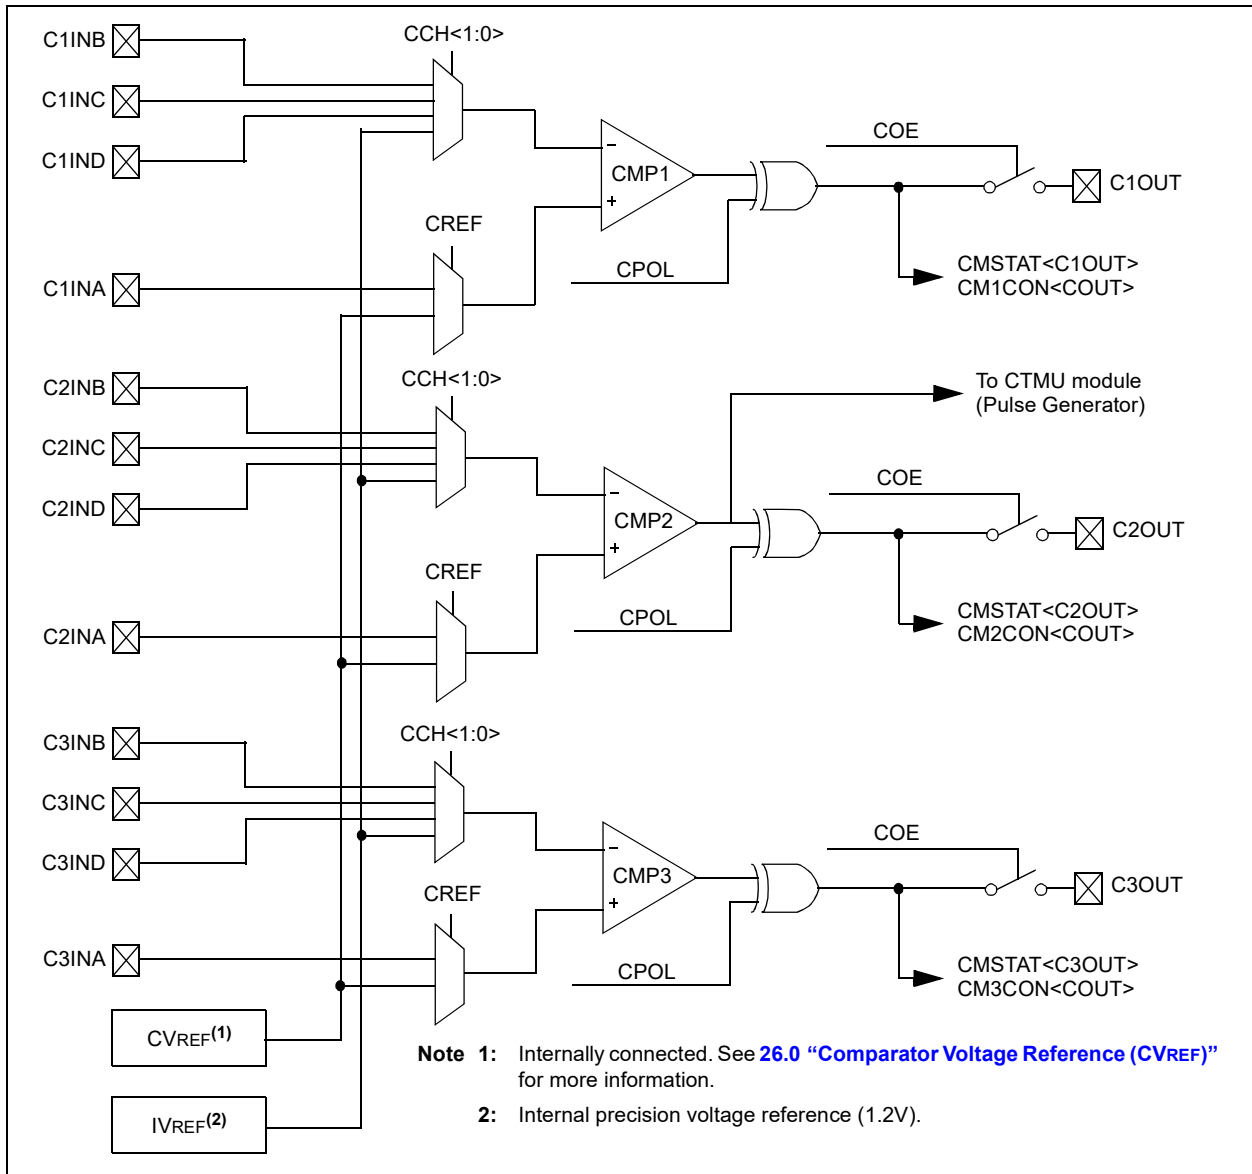 C1INB
CCH<1:0>
C1INC
C1IND
COE
CMP1
C1OUT
CREF
CPOL
C1INA
CMSTAT<C1OUT>
CM1CON<COUT>
C2INB
CCH<1:0>
To CTMU module
(Pulse Generator)
C2INC
C2IND
COE
CMP2
C2OUT
CREF
CPOL
C2INA
CMSTAT<C2OUT>
CM2CON<COUT>
C3INB
CCH<1:0>
C3INC
C3IND
COE
CMP3
C3OUT
CREF
C3INA
CPOL
CMSTAT<C3OUT>
CM3CON<COUT>
CVREF(1)
IVREF(2)
− + − + − +
Note 1: Internally connected. See 26.0 “Comparator Voltage Reference (CVREF)”
for more information.
2: Internal precision voltage reference (1.2V).